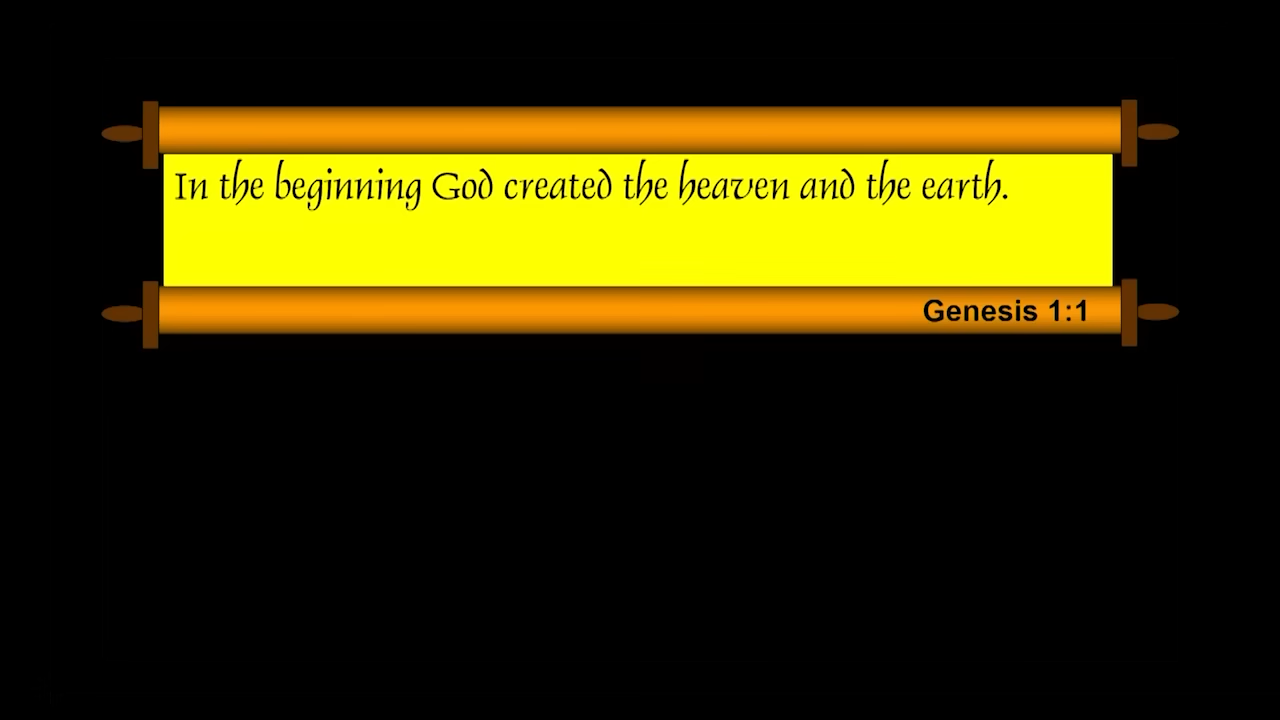 In the beginning God created the heaven and the earth.
Genesis 1:1